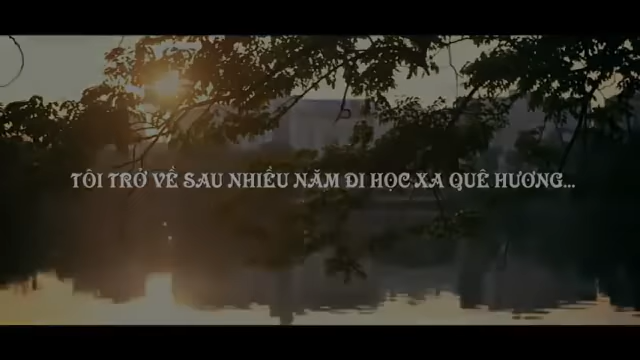 TÔI TRỞ VỀ SAU NHIỀU NĂM ĐI HỌC XA QUÊ HƯƠNG...